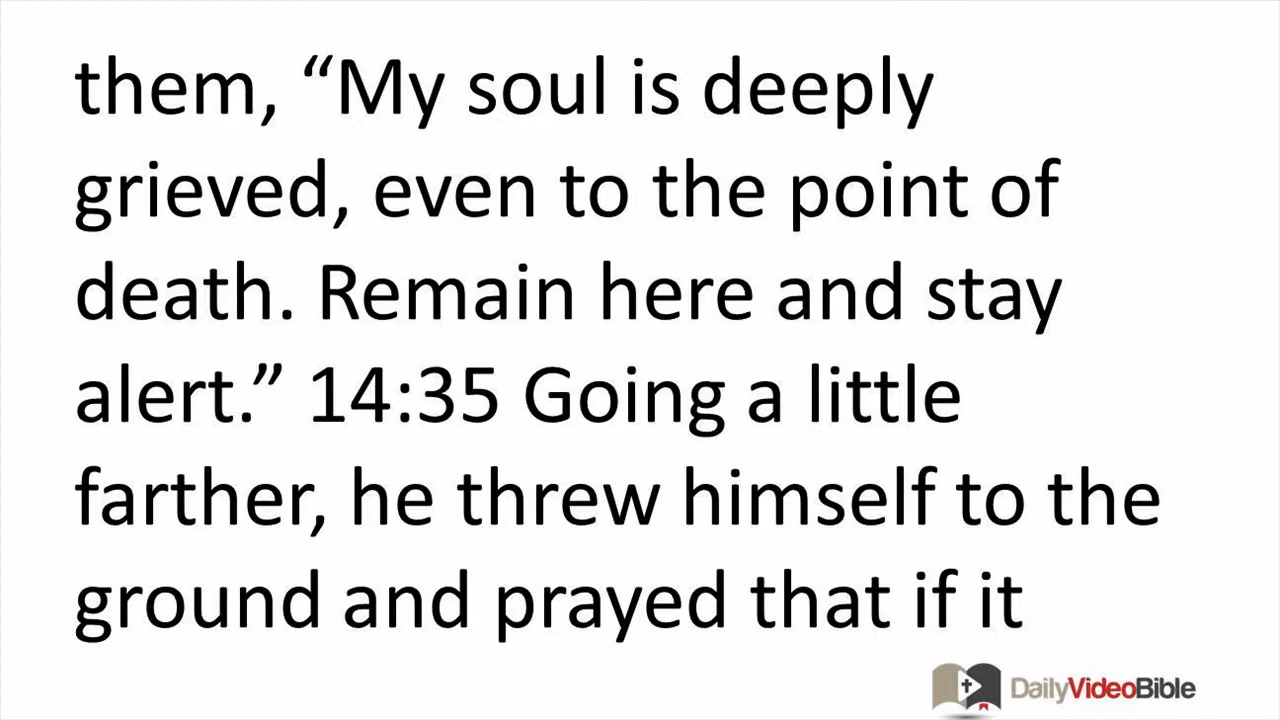 them, “My soul is deeply
grieved, even to the point of
death. Remain here and stay
alert.” 14:35 Going a little
farther, he threw himself to the
ground and prayed that if it
DailyVideoBible